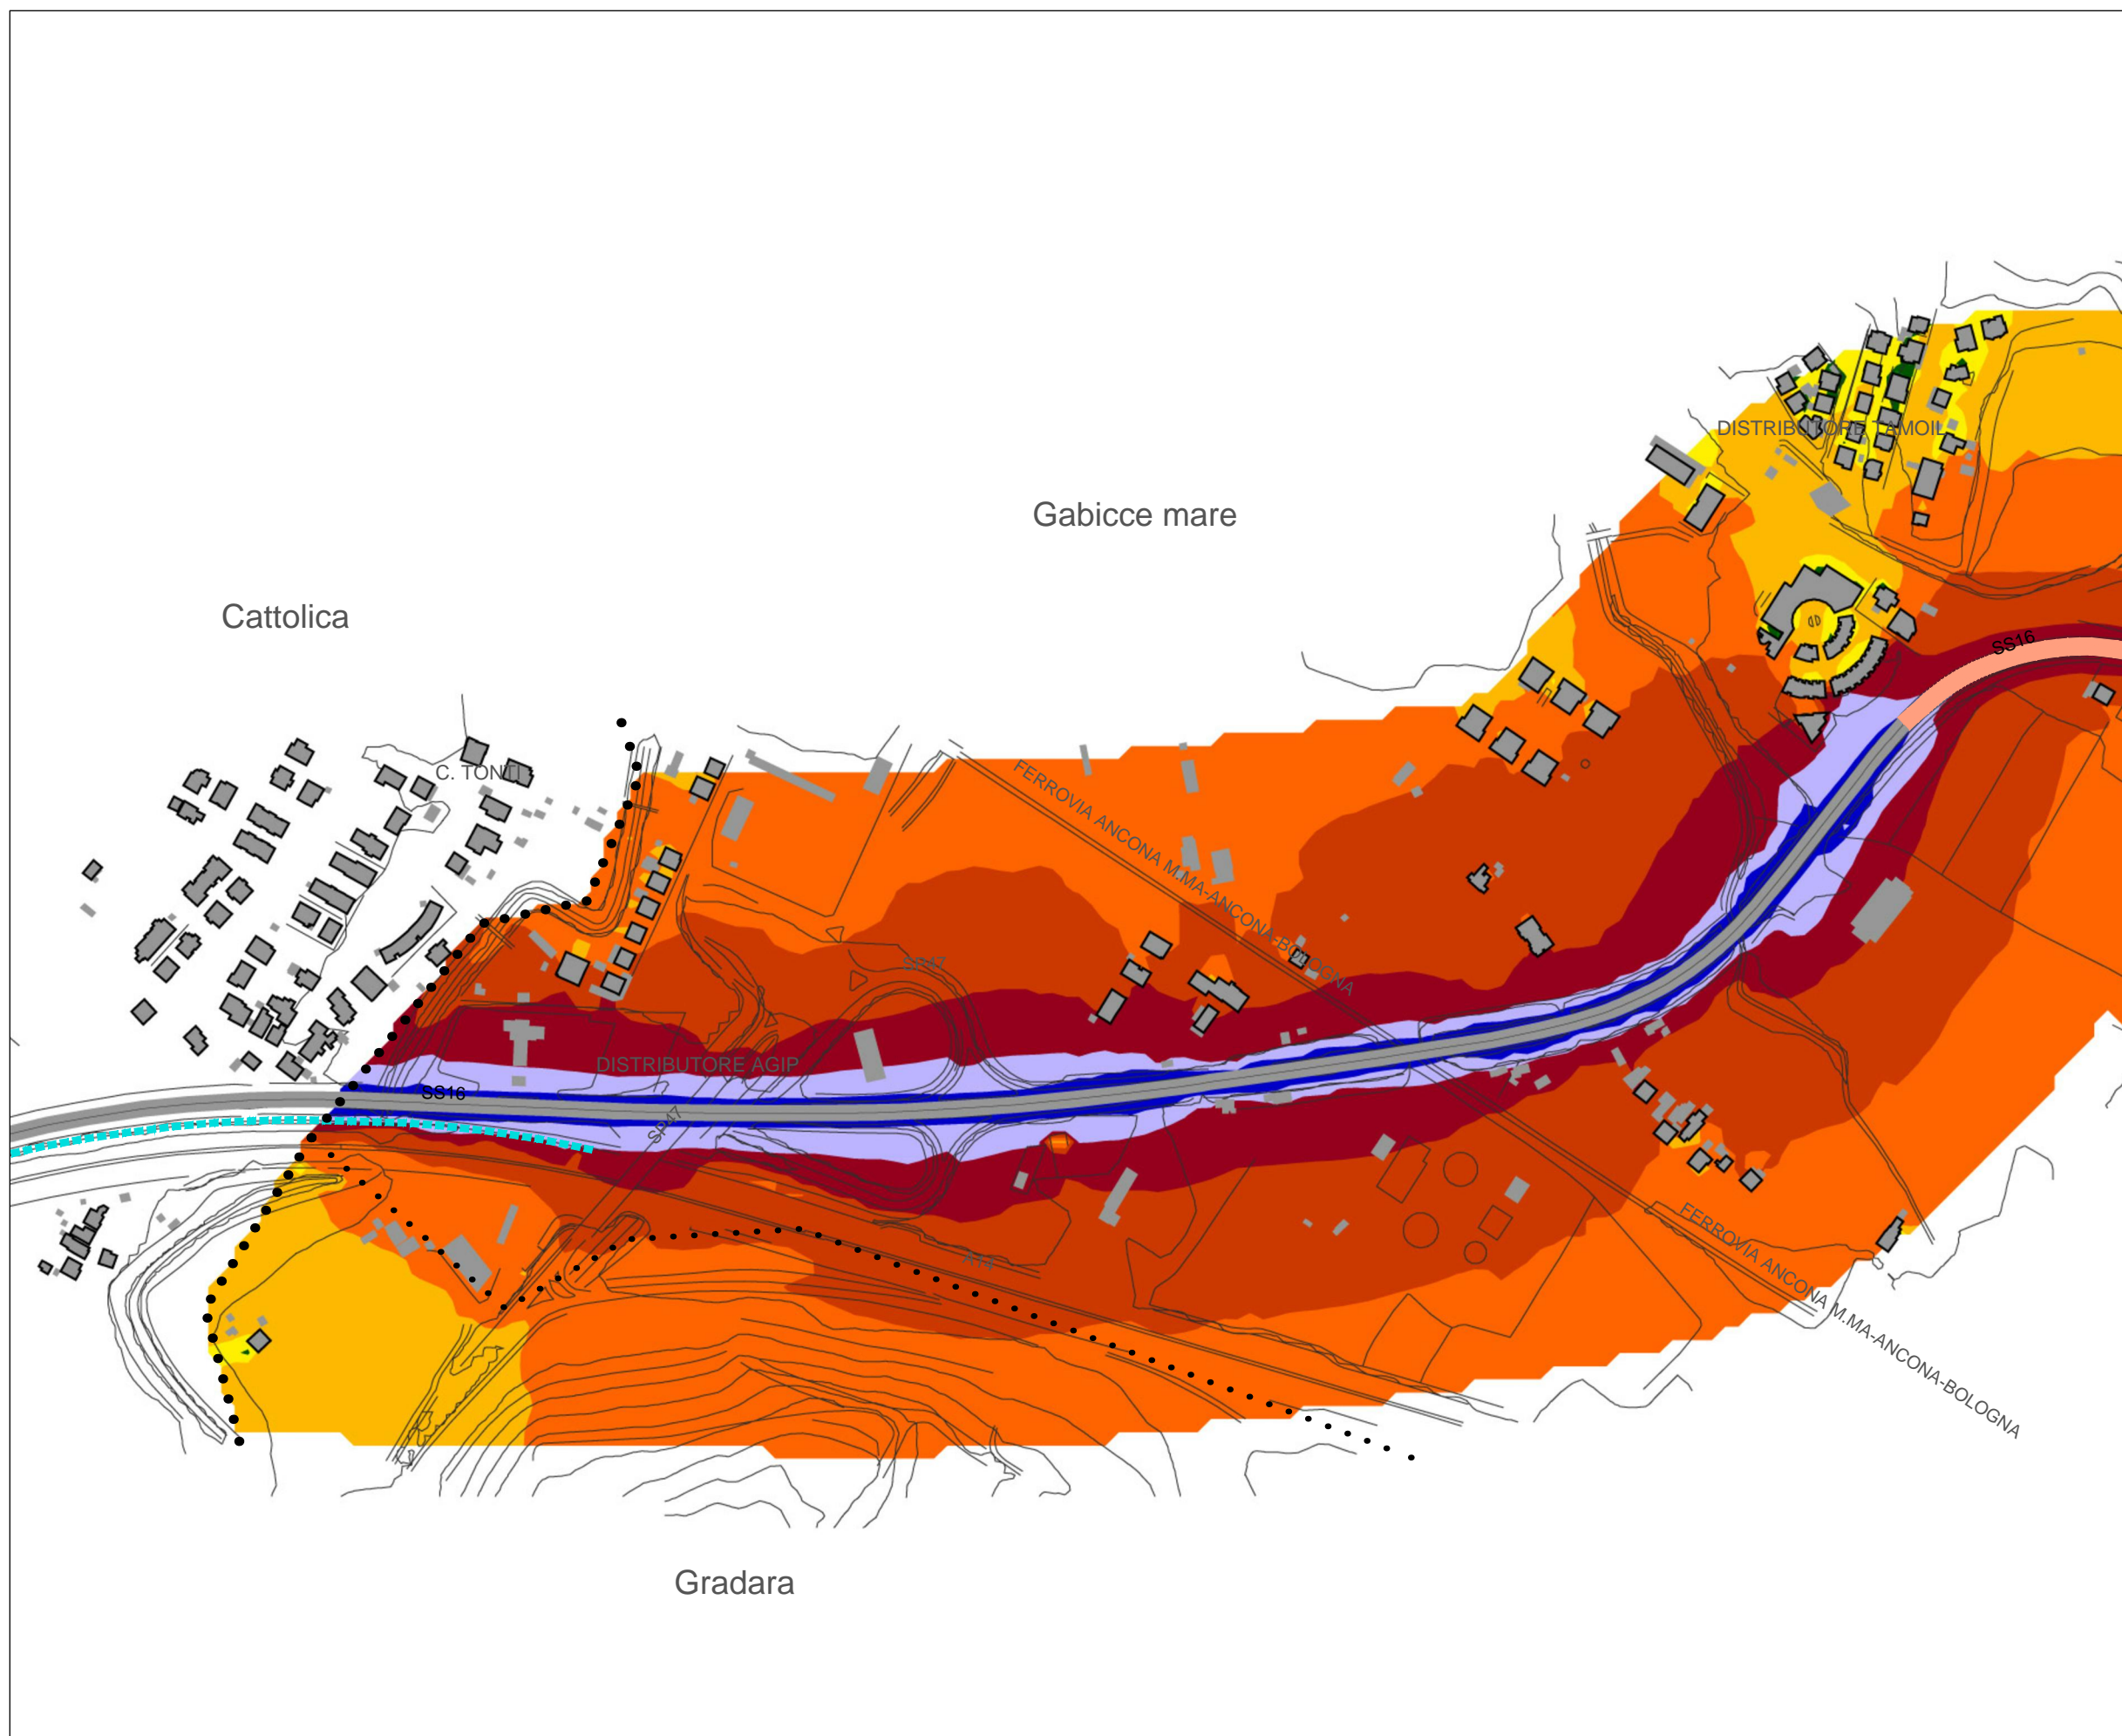 DISTRIBUTORE TAMOIL
Gabicce mare
Cattolica
SS16
C. TONTI
FERROVIA ANCONA M.MA-ANCONA-BOLOGNA
SP47
DISTRIBUTORE AGIP
SS16
SP47
A14
FERROVIA ANCONA M.MA-ANCONA-BOLOGNA
Gradara